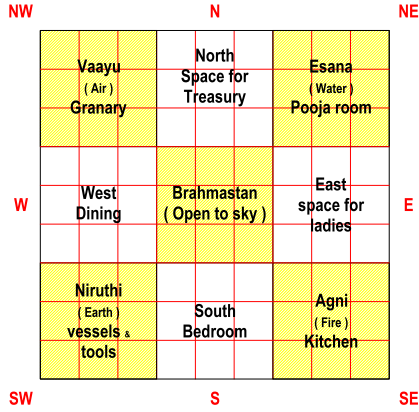 NW N NE
Vaayu
( Air )
Granary
North
Space for
Treasury
Esana
( Water )
Pooja room
W
West
Dining
Brahmastan
( Open to sky )
East
space for
ladies
E
Niruthi
( Earth )
vessels &
tools
South
Bedroom
Agni
( Fire )
Kitchen
SW S SE